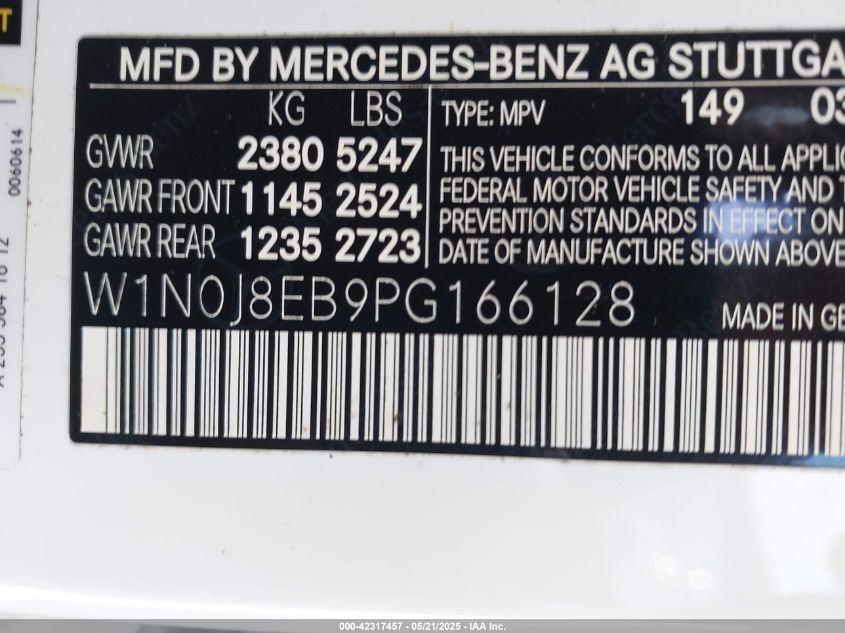 T
MFD BY MERCEDES-BENZ AG STUTTGA
KG LBS
GVWR 2380 5247
GAWR FRONT 1145 2524
GAWR REAR 1235 2723
TYPE: MPV 149 03
THIS VEHICLE CONFORMS TO ALL APPLIC
FEDERAL MOTOR VEHICLE SAFETY AND T
PREVENTION STANDARDS IN EFFECT ON
DATE OF MANUFACTURE SHOWN ABOVE
W1N0J8EB9PG166128
MADE IN GE
0060614
000-42317457 - 05/21/2025 - IAA Inc.